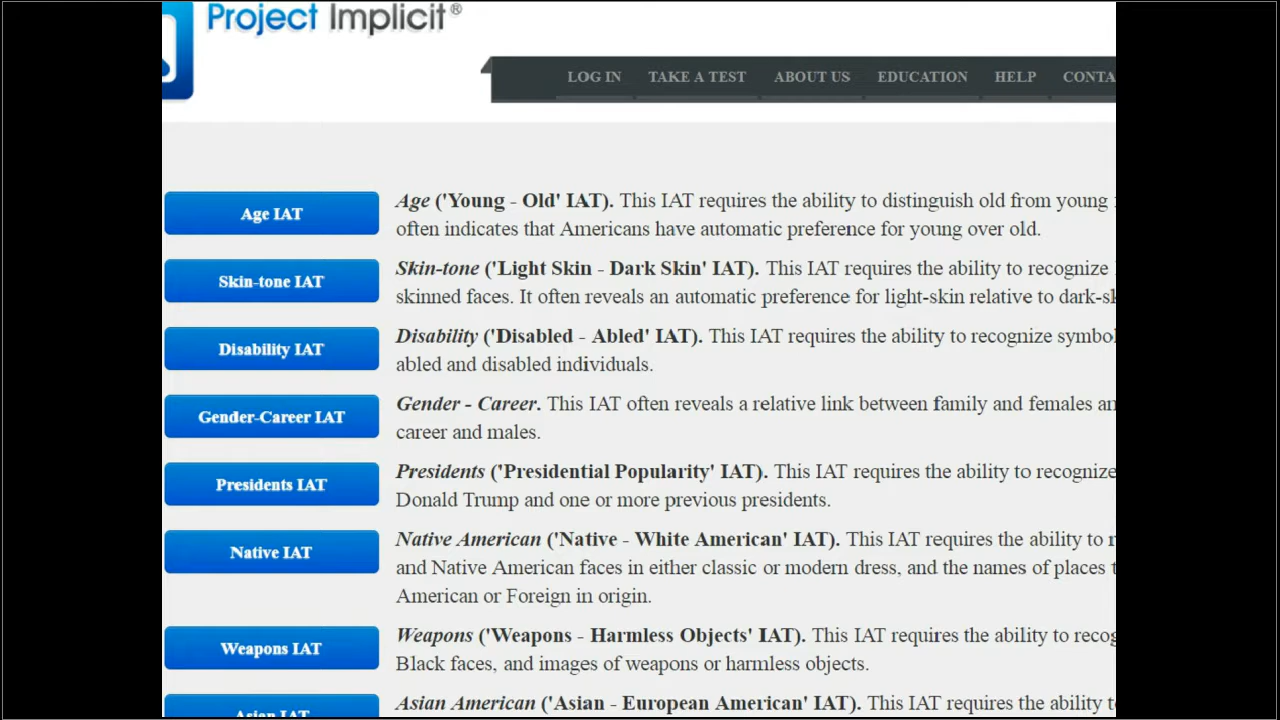 Project Implicit®
LOG IN TAKE A TEST ABOUT US EDUCATION HELP CONTA
Age IAT
Age ('Young - Old' IAT). This IAT requires the ability to distinguish old from young
often indicates that Americans have automatic preference for young over old.
Skin-tone IAT
Skin-tone ('Light Skin - Dark Skin' IAT). This IAT requires the ability to recognize
skinned faces. It often reveals an automatic preference for light-skin relative to dark-sk
Disability IAT
Disability ('Disabled - Abled' IAT). This IAT requires the ability to recognize symbol
abled and disabled individuals.
Gender-Career IAT
Gender - Career. This IAT often reveals a relative link between family and females an
career and males.
Presidents IAT
Presidents ('Presidential Popularity' IAT). This IAT requires the ability to recognize
Donald Trump and one or more previous presidents.
Native IAT
Native American ('Native - White American' IAT). This IAT requires the ability to r
and Native American faces in either classic or modern dress, and the names of places t
American or Foreign in origin.
Weapons IAT
Weapons ('Weapons - Harmless Objects' IAT). This IAT requires the ability to recog
Black faces, and images of weapons or harmless objects.
Asian IAT
Asian American ('Asian - European American' IAT). This IAT requires the ability t